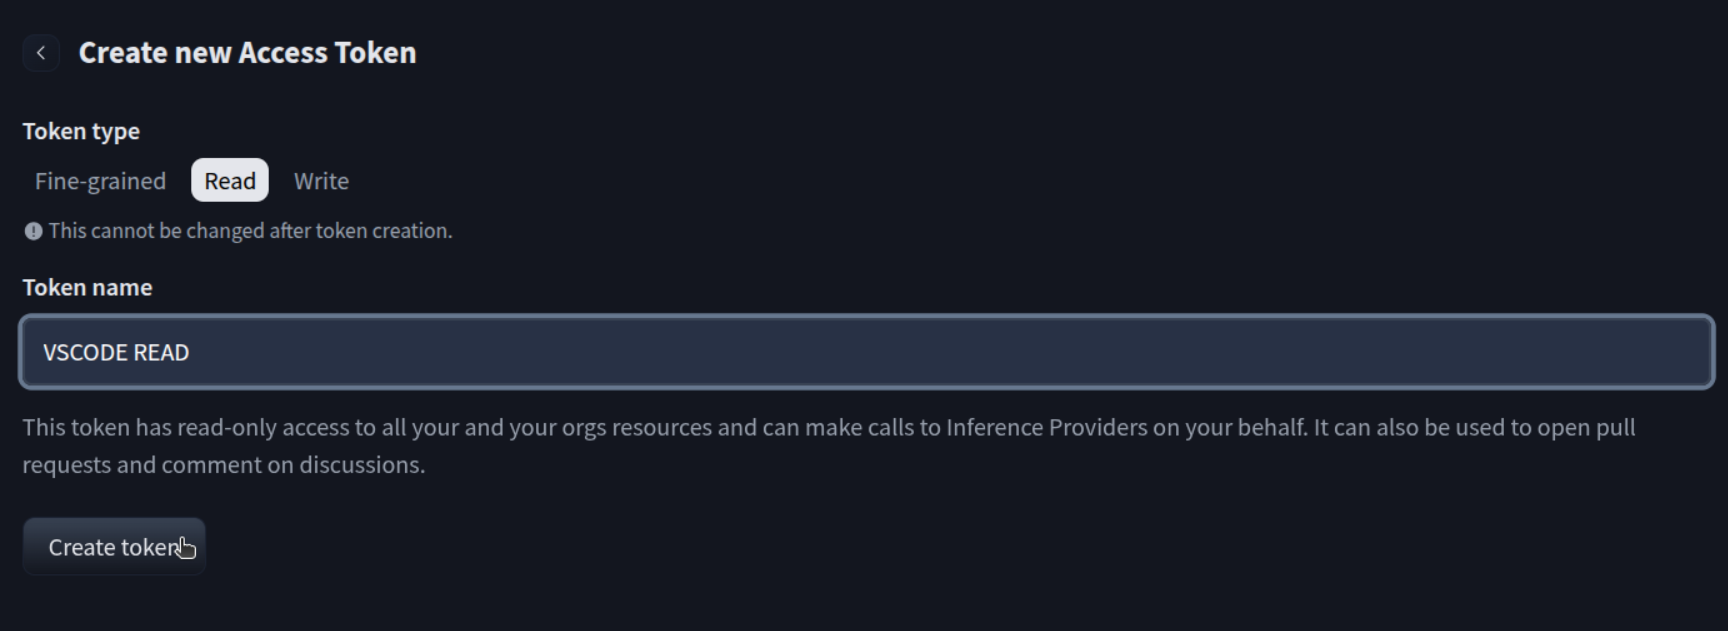 Create new Access Token
Token type
Fine-grained Read Write
This cannot be changed after token creation.
Token name
VSCODE READ
This token has read-only access to all your and your orgs resources and can make calls to Inference Providers on your behalf. It can also be used to open pull
requests and comment on discussions.
Create token